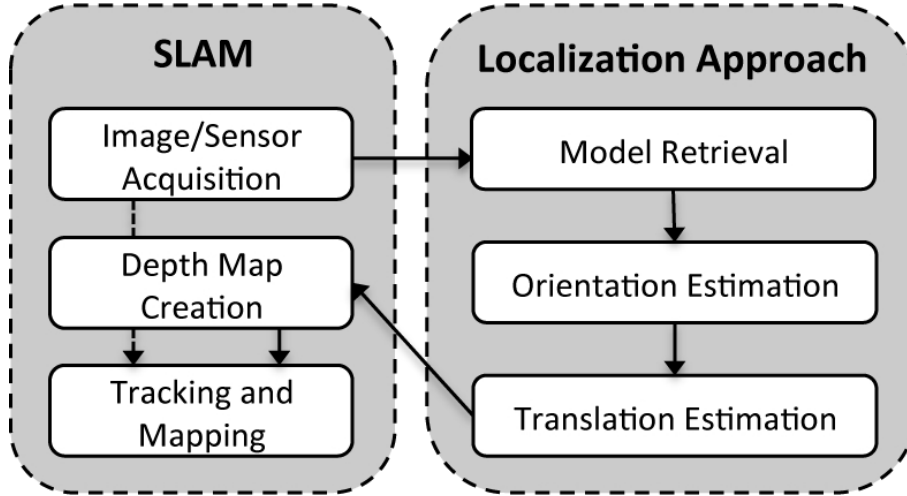 SLAM
Image/Sensor
Acquisition
Depth Map
Creation
Tracking and
Mapping
Localization Approach
Model Retrieval
Orientation Estimation
Translation Estimation